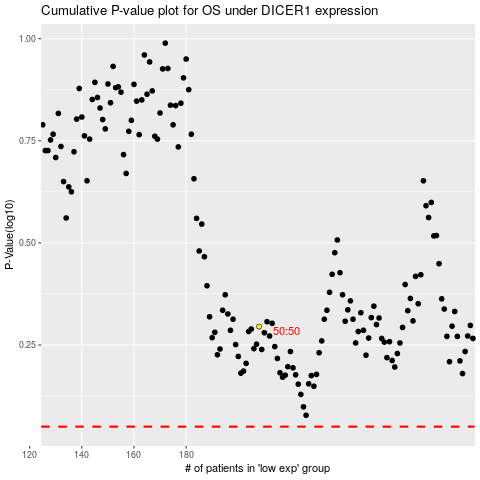 Cumulative P-value plot for OS under DICER1 expression
P-Value(log10)
1.00
0.75
0.50
0.25
50:50
120 140 160 180
# of patients in 'low exp' group